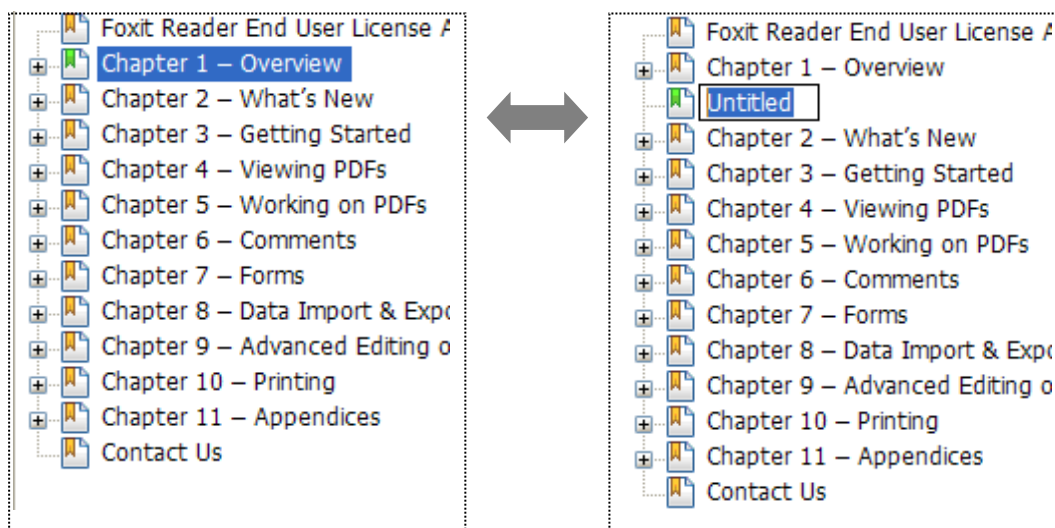 Foxit Reader End User License A
Chapter 1 – Overview
Chapter 2 – What's New
Chapter 3 – Getting Started
Chapter 4 – Viewing PDFs
Chapter 5 – Working on PDFs
Chapter 6 – Comments
Chapter 7 – Forms
Chapter 8 – Data Import & Expo
Chapter 9 – Advanced Editing o
Chapter 10 – Printing
Chapter 11 – Appendices
Contact Us
Foxit Reader End User License A
Chapter 1 – Overview
Untitled
Chapter 2 – What's New
Chapter 3 – Getting Started
Chapter 4 – Viewing PDFs
Chapter 5 – Working on PDFs
Chapter 6 – Comments
Chapter 7 – Forms
Chapter 8 – Data Import & Expo
Chapter 9 – Advanced Editing o
Chapter 10 – Printing
Chapter 11 – Appendices
Contact Us